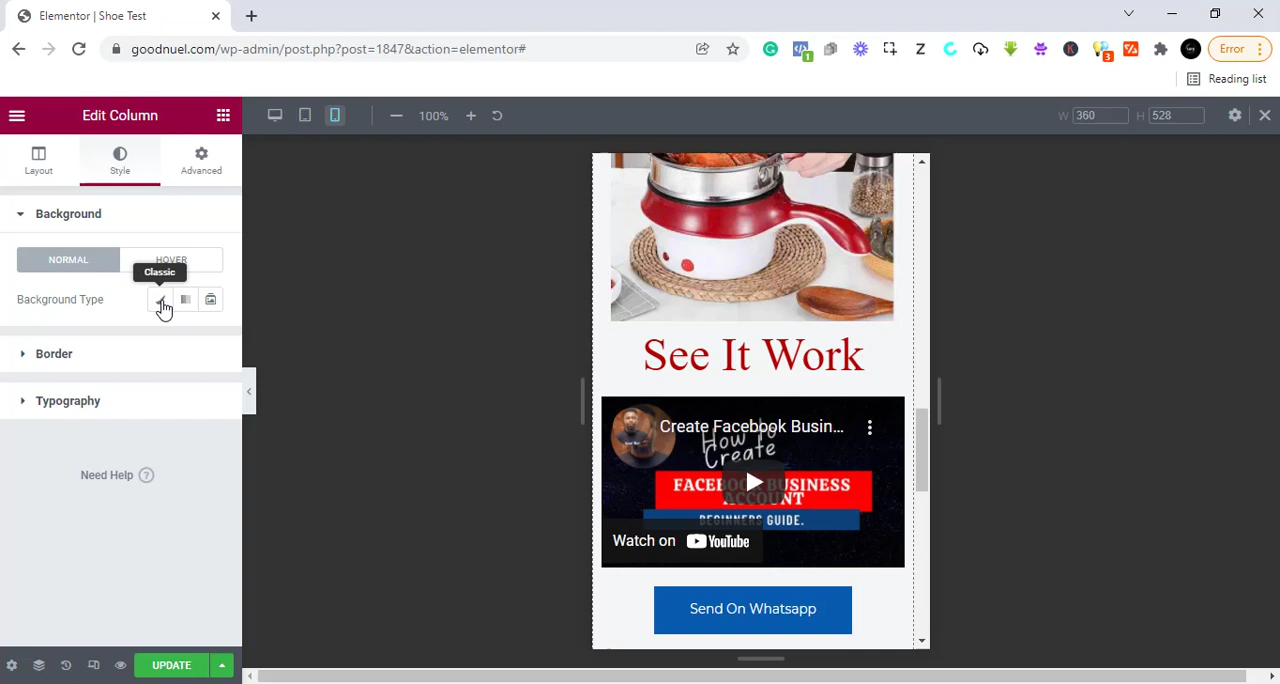 Elementor | Shoe Test
goodnuel.com/wp-admin/post.php?post=1847&action=elementor#
1
Z
K
3
Error
Reading list
Edit Column
100%
W 360
H 528
Layout
Style
Advanced
Background
NORMAL
HOVER
Classic
Background Type
Border
Typography
Need Help ?
UPDATE
See It Work
Create Facebook Busin...
How To
Create
FACEBOOK BUSINESS
ACCOUNT
BEGINNERS GUIDE.
Watch on YouTube
Send On Whatsapp